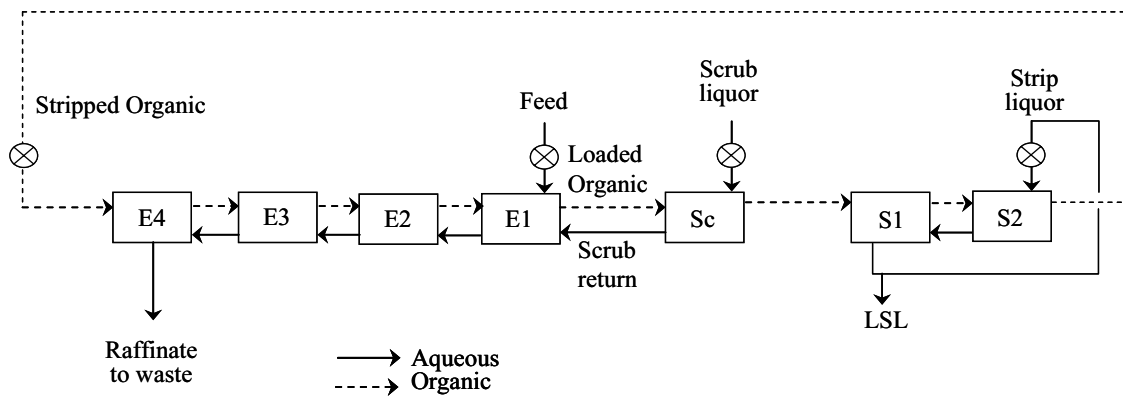 Stripped Organic
Feed
Scrub
liquor
Strip
liquor
Loaded
Organic
E4
E3
E2
E1
Sc
S1
S2
Scrub
return
LSL
Raffinate
to waste
Aqueous
Organic